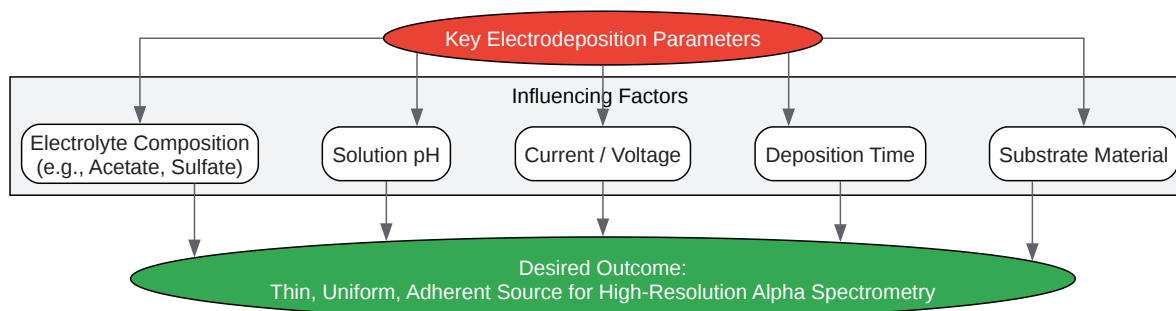 Key Electrodeposition Parameters
Influencing Factors
Electrolyte Composition
(e.g., Acetate, Sulfate)
Solution pH
Current / Voltage
Deposition Time
Substrate Material
Desired Outcome:
Thin, Uniform, Adherent Source for High-Resolution Alpha Spectrometry